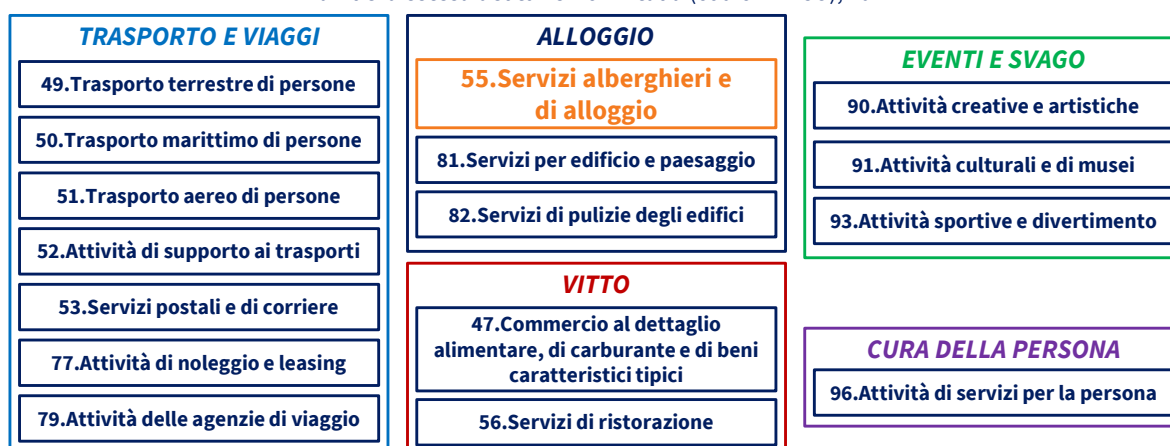 TRASPORTO E VIAGGI
49.Trasporto terrestre di persone
50.Trasporto marittimo di persone
51.Trasporto aereo di persone
52.Attività di supporto ai trasporti
53.Servizi postali e di corriere
77.Attività di noleggio e leasing
79.Attività delle agenzie di viaggio
ALLOGGIO
55.Servizi alberghieri e
di alloggio
81.Servizi per edificio e paesaggio
82.Servizi di pulizie degli edifici
VITTO
47.Commercio al dettaglio
alimentare, di carburante e di beni
caratteristici tipici
56.Servizi di ristorazione
EVENTI E SVAGO
90.Attività creative e artistiche
91.Attività culturali e di musei
93.Attività sportive e divertimento
CURA DELLA PERSONA
96.Attività di servizi per la persona